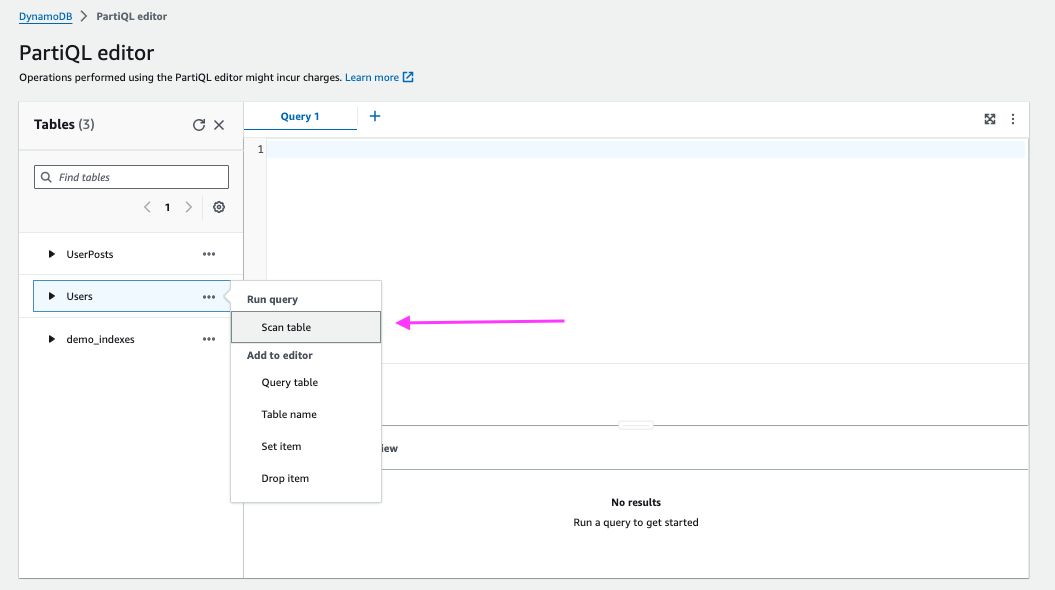 DynamoDB > PartiQL editor
PartiQL editor
Operations performed using the PartiQL editor might incur charges. Learn more
Tables (3)
Query 1
1
Find tables
1
UserPosts
Users
Run query
Scan table
demo_indexes
Add to editor
Query table
Table name
Set item
iew
Drop item
No results
Run a query to get started